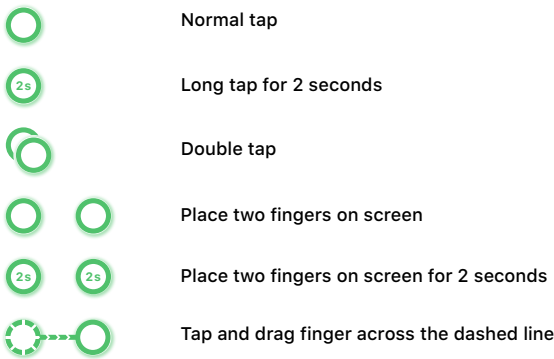 Normal tap
2s Long tap for 2 seconds
Double tap
Place two fingers on screen
2s 2s Place two fingers on screen for 2 seconds
Tap and drag finger across the dashed line